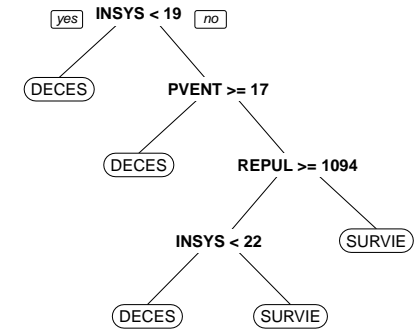 yes INSYS < 19 no
DECES PVENT >= 17
DECES REPUL >= 1094
INSYS < 22 SURVIE
DECES SURVIE